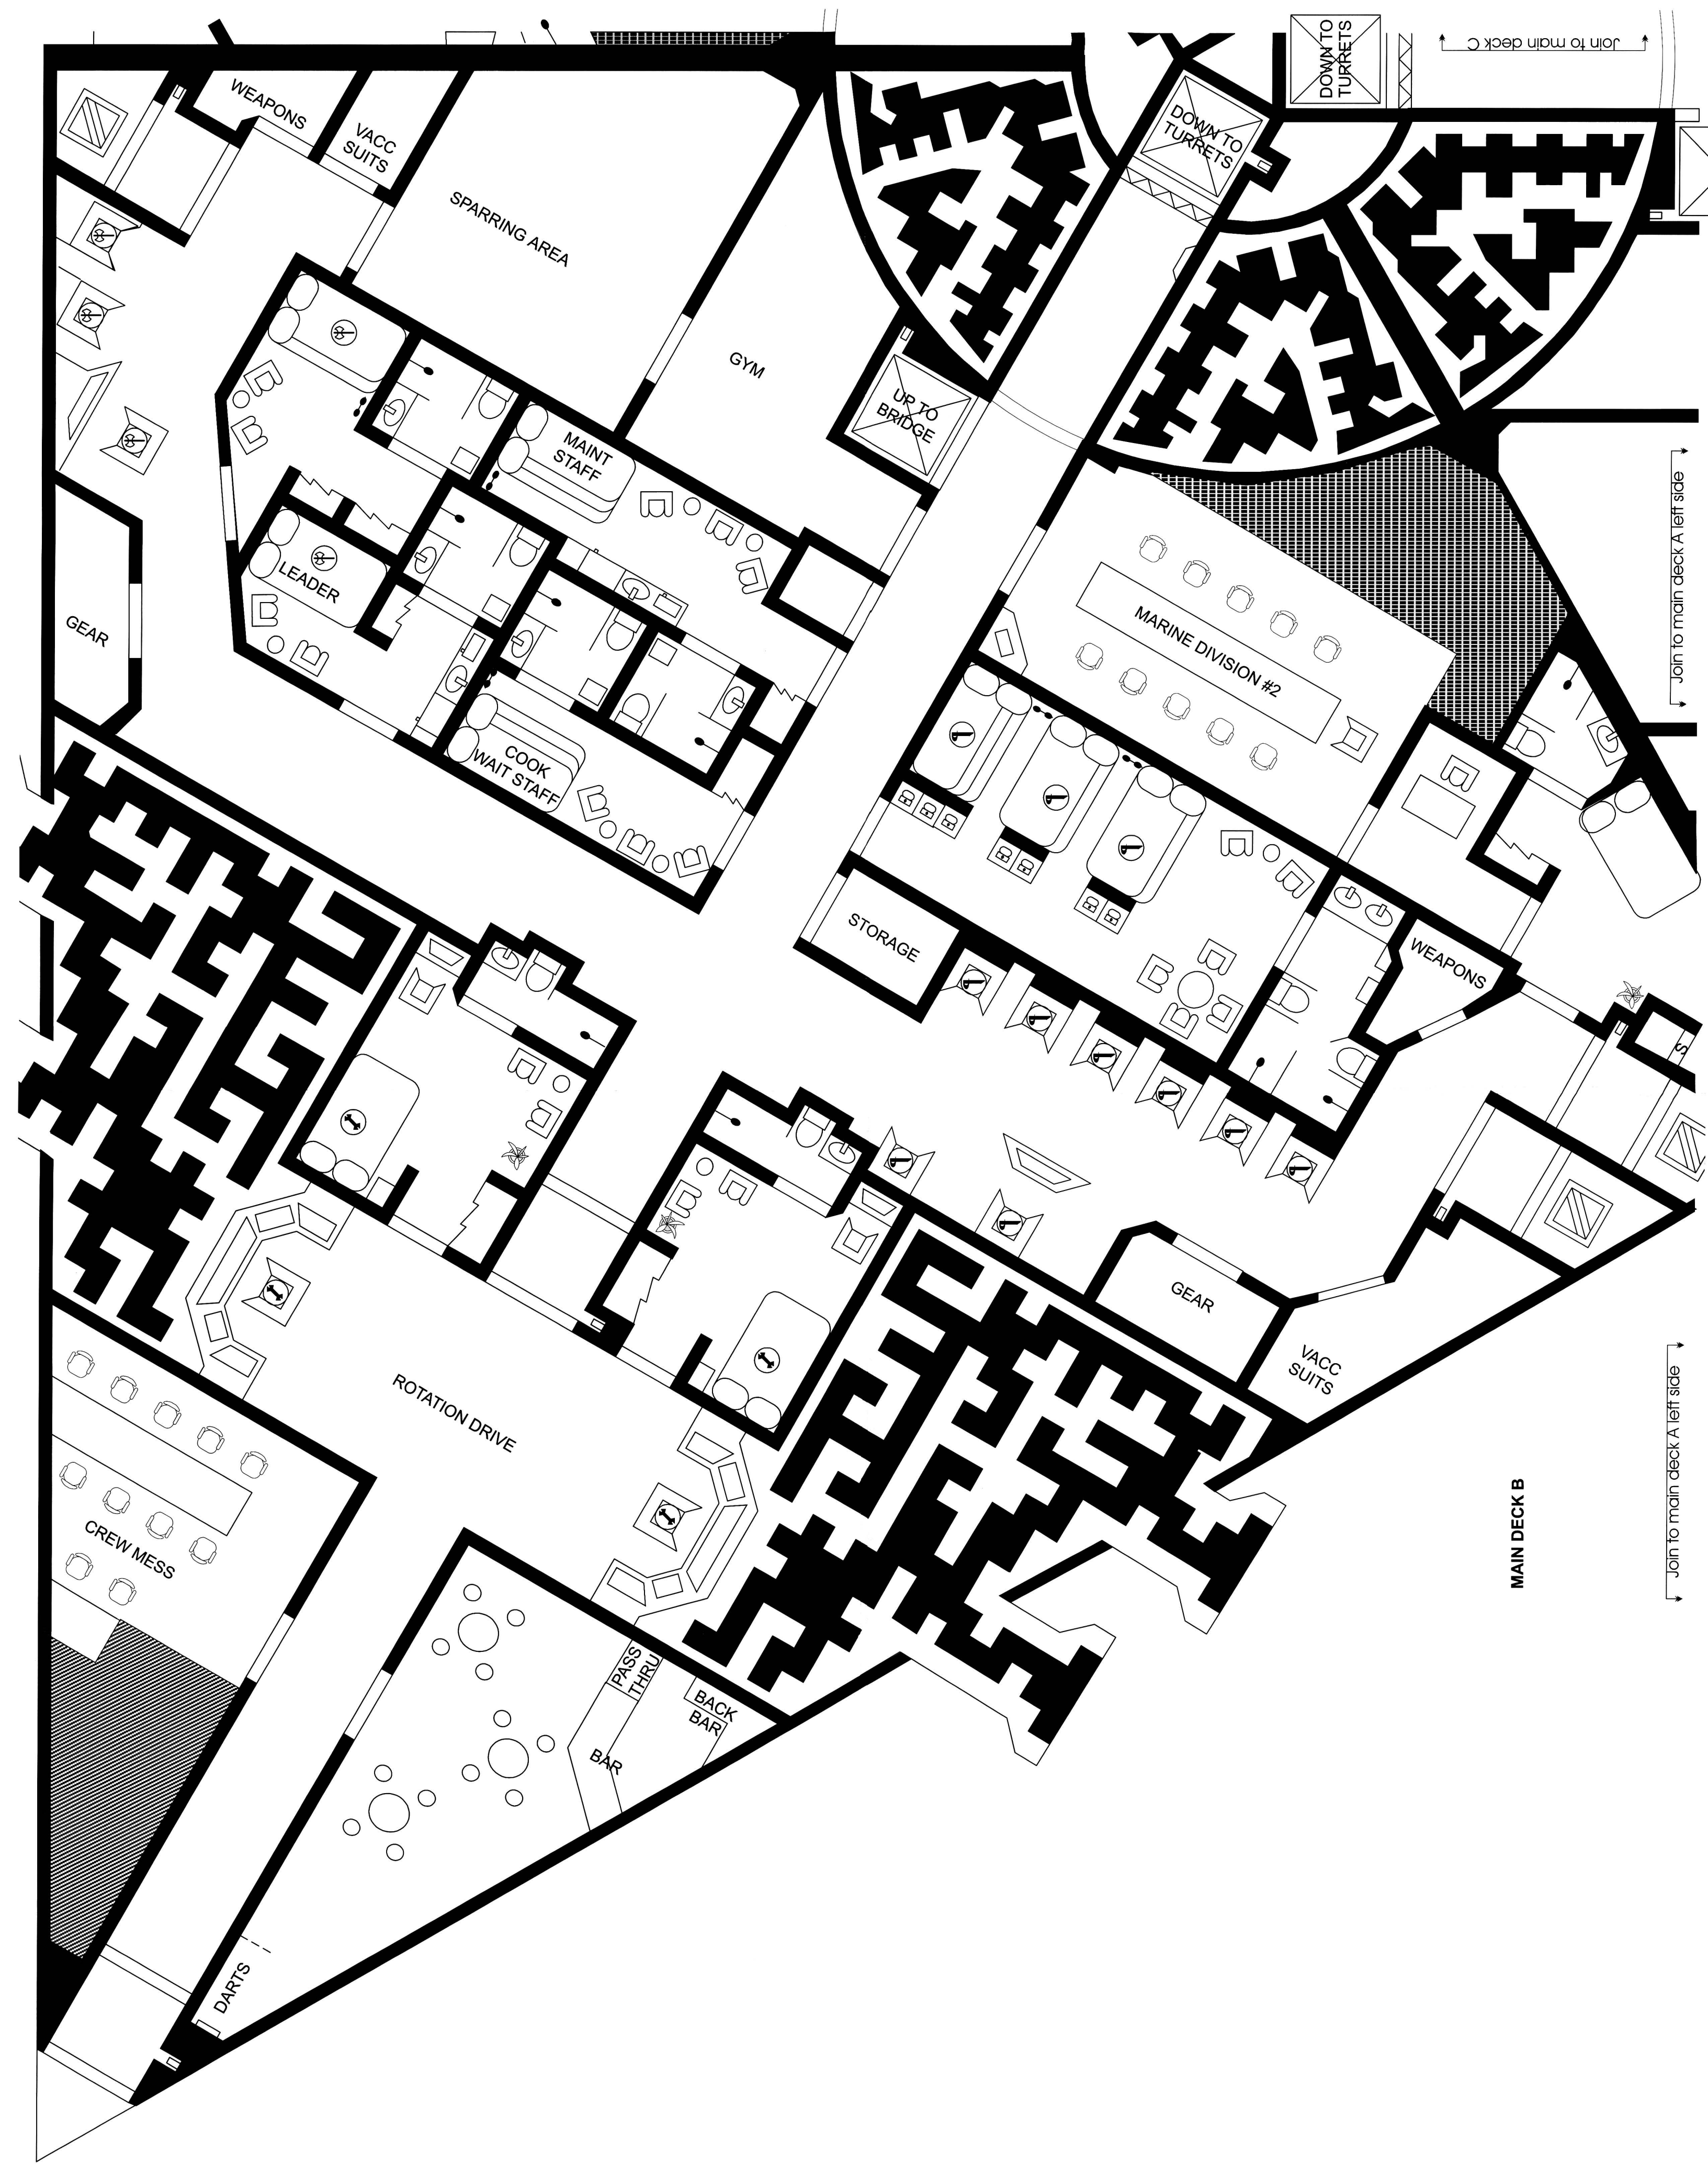 DOWN TO
TURRETS
Join to main deck C
WEAPONS
VACC
SUITS
DOWN TO
TURRETS
SPARRING AREA
GYM
UP TO
BRIDGE
MAINT
STAFF
Join to main deck A left side
LEADER
GEAR
MARINE DIVISION #2
COOK
WAIT STAFF
STORAGE
WEAPONS
S
GEAR
VACC
SUITS
ROTATION DRIVE
Join to main deck A left side
MAIN DECK B
CREW MESS
PASS
THRU
BACK
BAR
BAR
DARTS